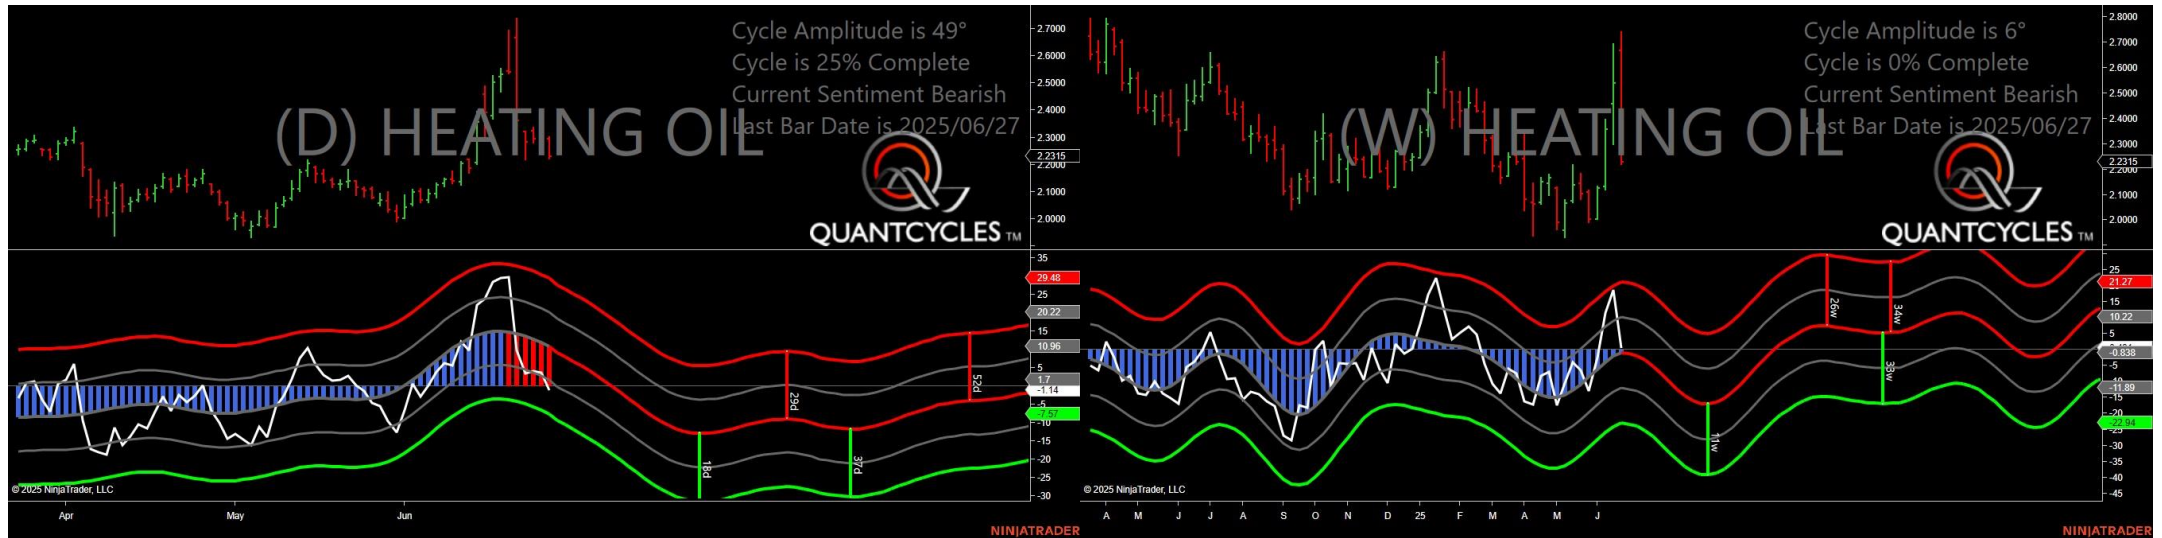 Cycle Amplitude is 49°
Cycle is 25% Complete
Current Sentiment Bearish
Last Bar Date is 2025/06/27
(D) HEATING OIL
QUANTCYCLES TM
2.7000
2.6000
2.5000
2.4000
2.3000
2.2315
2.2000
2.1000
2.0000
35
29.48
25
20.22
15
10.96
5
1.7
-1.14
-5
-7.57
-10
-15
-20
-25
-30
18d
29d
37d
52d
© 2025 NinjaTrader, LLC
Apr
May
Jun
NINJATRADER
Cycle Amplitude is 6°
Cycle is 0% Complete
Current Sentiment Bearish
Last Bar Date is 2025/06/27
(W) HEATING OIL
QUANTCYCLES TM
2.8000
2.7000
2.6000
2.5000
2.4000
2.3000
2.2315
2.2000
2.1000
2.0000
25
21.27
15
10.22
5
-0.838
-11.89
-15
-20
-22.94
-25
-30
-35
-40
-45
11w
26w
33w
34w
© 2025 NinjaTrader, LLC
A M J J A S O N D 25 F M A M J
NINJATRADER